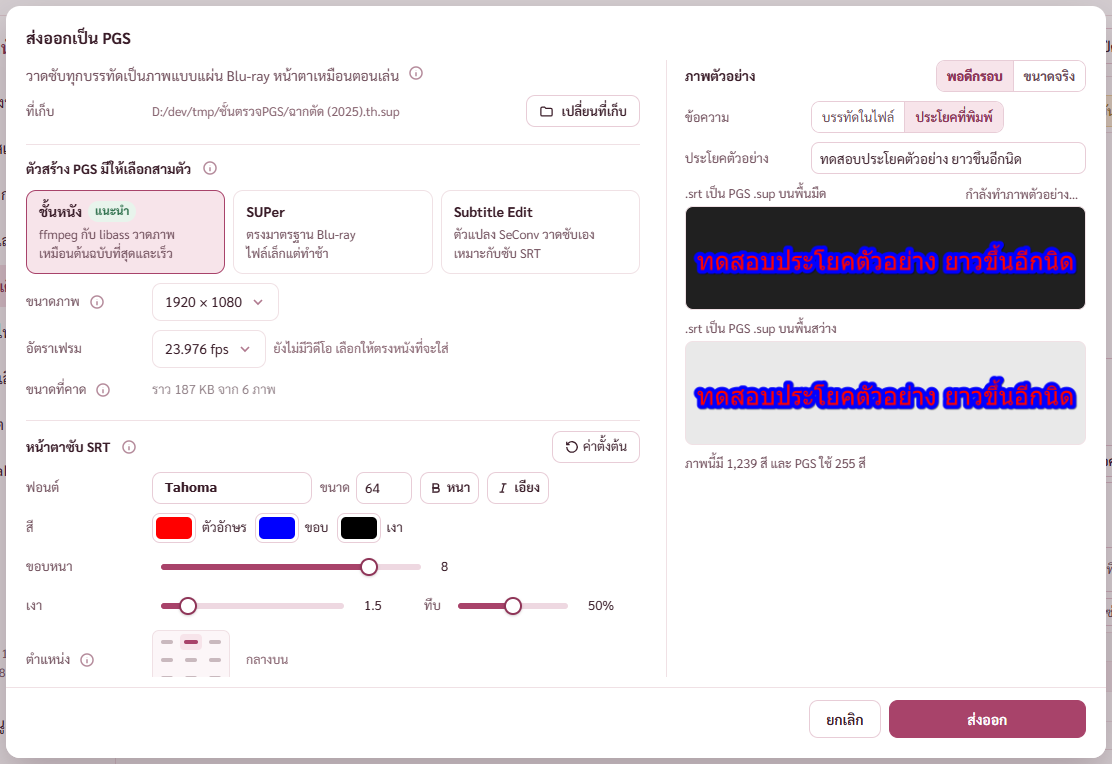 ส่งออกเป็น PGS
วาดซับทุกบรรทัดเป็นภาพแบบแผ่น Blu-ray หน้าตาเหมือนตอนเล่น
ที่เก็บ
D:/dev/tmp/ชั้นตรวจPGS/ฉากตัด (2025).th.sup
เปลี่ยนที่เก็บ
ตัวสร้าง PGS มีให้เลือกสามตัว
ชั้นหนัง แนะนำ
ffmpeg กับ libass วาดภาพ
เหมือนต้นฉบับที่สุดและเร็ว
SUPer
ตรงมาตรฐาน Blu-ray
ไฟล์เล็กแต่ทำช้า
Subtitle Edit
ตัวแปลง SeConv วาดซับเอง
เหมาะกับซับ SRT
ขนาดภาพ
1920 × 1080
อัตราเฟรม
23.976 fps
ยังไม่มีวิดีโอ เลือกให้ตรงหนังที่จะใส่
ขนาดที่คาด
ราว 187 KB จาก 6 ภาพ
หน้าตาซับ SRT
ค่าตั้งต้น
ฟอนต์
Tahoma
ขนาด
64
B หนา
I เอียง
สี
ตัวอักษร
ขอบ
เงา
ขอบหนา
8
เงา
1.5
ทึบ
50%
ตำแหน่ง
กลางบน
ภาพตัวอย่าง
พอดีกรอบ
ขนาดจริง
ข้อความ
บรรทัดในไฟล์
ประโยคที่พิมพ์
ประโยคตัวอย่าง
ทดสอบประโยคตัวอย่าง ยาวขึ้นอีกนิด
.srt เป็น PGS .sup บนพื้นมืด
กำลังทำภาพตัวอย่าง...
ทดสอบประโยคตัวอย่าง ยาวขึ้นอีกนิด
.srt เป็น PGS .sup บนพื้นสว่าง
ทดสอบประโยคตัวอย่าง ยาวขึ้นอีกนิด
ภาพนี้มี 1,239 สี และ PGS ใช้ 255 สี
ยกเลิก
ส่งออก